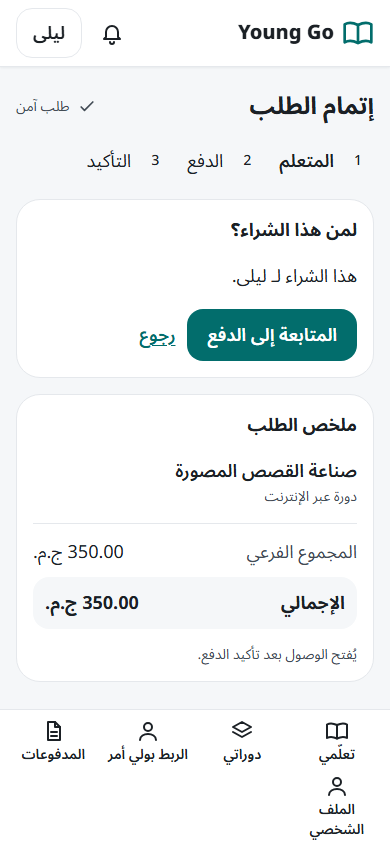 Young Go
ليلى
إتمام الطلب
طلب آمن
1 المتعلم 2 الدفع 3 التأكيد
لمن هذا الشراء؟
هذا الشراء لـ ليلى.
المتابعة إلى الدفع
رجوع
ملخص الطلب
صناعة القصص المصورة
دورة عبر الإنترنت
المجموع الفرعي 350.00 ج.م.
الإجمالي 350.00 ج.م.
يُفتح الوصول بعد تأكيد الدفع.
تعلّمي
دوراتي
الربط بولي أمر
المدفوعات
الملف
الشخصي